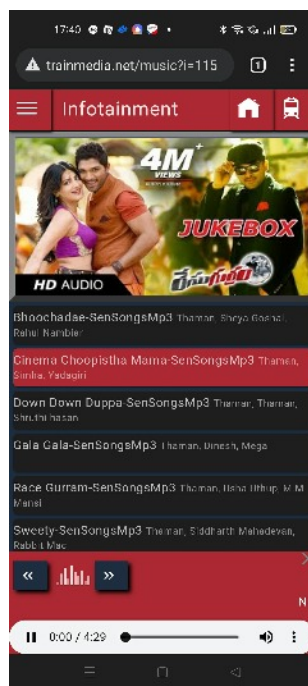 17:40
trainmedia.net/music?i=115
1
Infotainment
4M+
VIEWS
JUKEBOX
రేసుగుర్రం
HD AUDIO
Bhoochadae-SenSongsMp3 Thaman, Sheya Goshal,
Rahul Nambier
Cinema Choopistha Mama-SenSongsMp3 Thaman,
Simha, Yadagiri
Down Down Duppa-SenSongsMp3 Thaman, Thaman,
Shruthi hasan
Gala Gala-SenSongsMp3 Thaman, Dinesh, Mega
Race Gurram-SenSongsMp3 Thaman, Usha Uthup, M.M
Mansi
Sweety-SenSongsMp3 Thaman, Siddharth Mahadevan,
Rabbit Mac
N
0:00 / 4:29